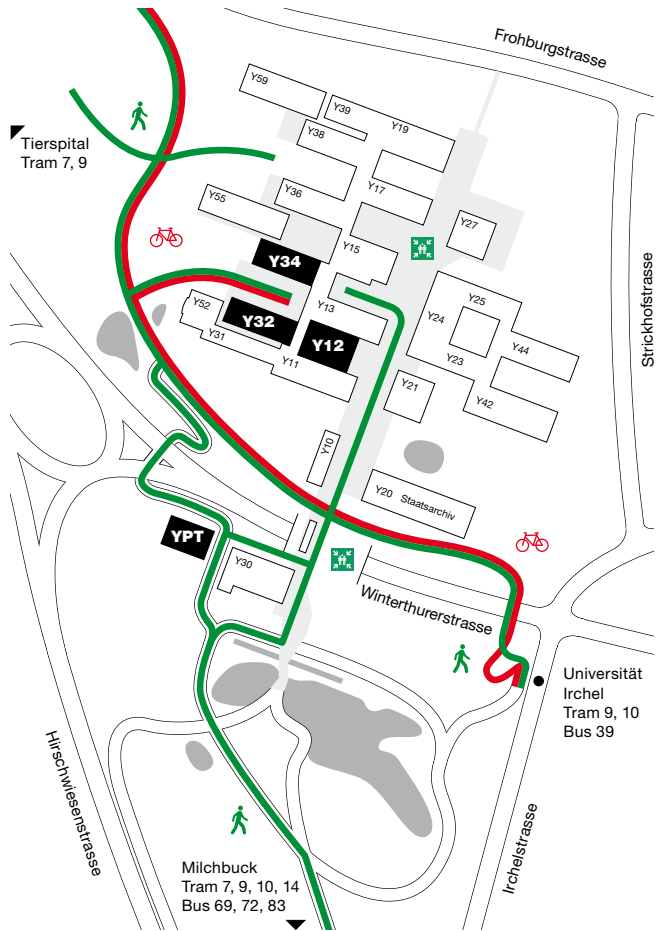 Frohburgstrasse
Y59
Y39
Y19
Y38
Tierspital
Tram 7, 9
Y36
Y17
Y55
Y27
Strickhofstrasse
Y15
Y34
Y25
Y52
Y13
Y32
Y24
Y12
Y31
Y44
Y11
Y23
Y21
Y42
Y10
Y20 Staatsarchiv
YPT
Y30
Winterthurerstrasse
Universität
Irchel
Tram 9, 10
Bus 39
Hirschwiesenstrasse
Irchelstrasse
Milchbuck
Tram 7, 9, 10, 14
Bus 69, 72, 83